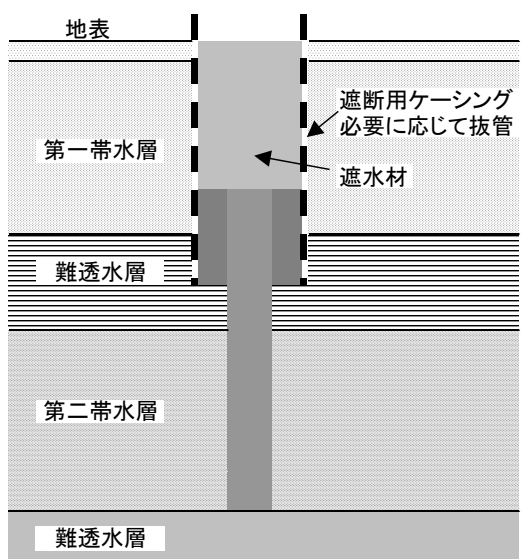 地表
遮断用ケーシング
必要に応じて抜管
第一帯水層
遮水材
難透水層
第二帯水層
難透水層